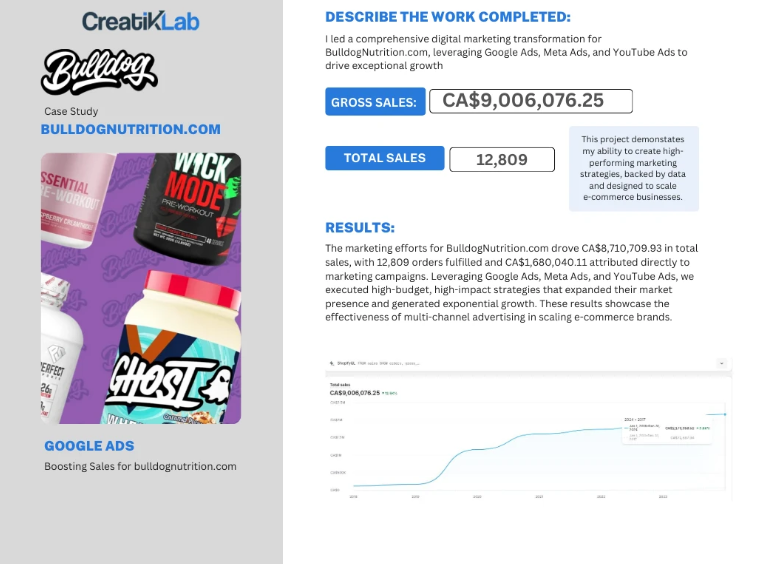 CreatikLab
Bulldog
Case Study
BULLDOGNUTRITION.COM
SSENTIAL
RE-WORKOUT
WICK
MODE
PRE-WORKOUT
PERFECT
26g
GHOST
WH
GOOGLE ADS
Boosting Sales for bulldognutrition.com
DESCRIBE THE WORK COMPLETED:
I led a comprehensive digital marketing transformation for
BulldogNutrition.com, leveraging Google Ads, Meta Ads, and YouTube Ads to
drive exceptional growth
GROSS SALES: CA$9,006,076.25
TOTAL SALES 12,809
This project demonstates
my ability to create high-
performing marketing
strategies, backed by data
and designed to scale
e-commerce businesses.
RESULTS:
The marketing efforts for BulldogNutrition.com drove CA$8,710,709.93 in total
sales, with 12,809 orders fulfilled and CA$1,680,040.11 attributed directly to
marketing campaigns. Leveraging Google Ads, Meta Ads, and YouTube Ads, we
executed high-budget, high-impact strategies that expanded their market
presence and generated exponential growth. These results showcase the
effectiveness of multi-channel advertising in scaling e-commerce brands.
Total sales
CA$9,006,076.25